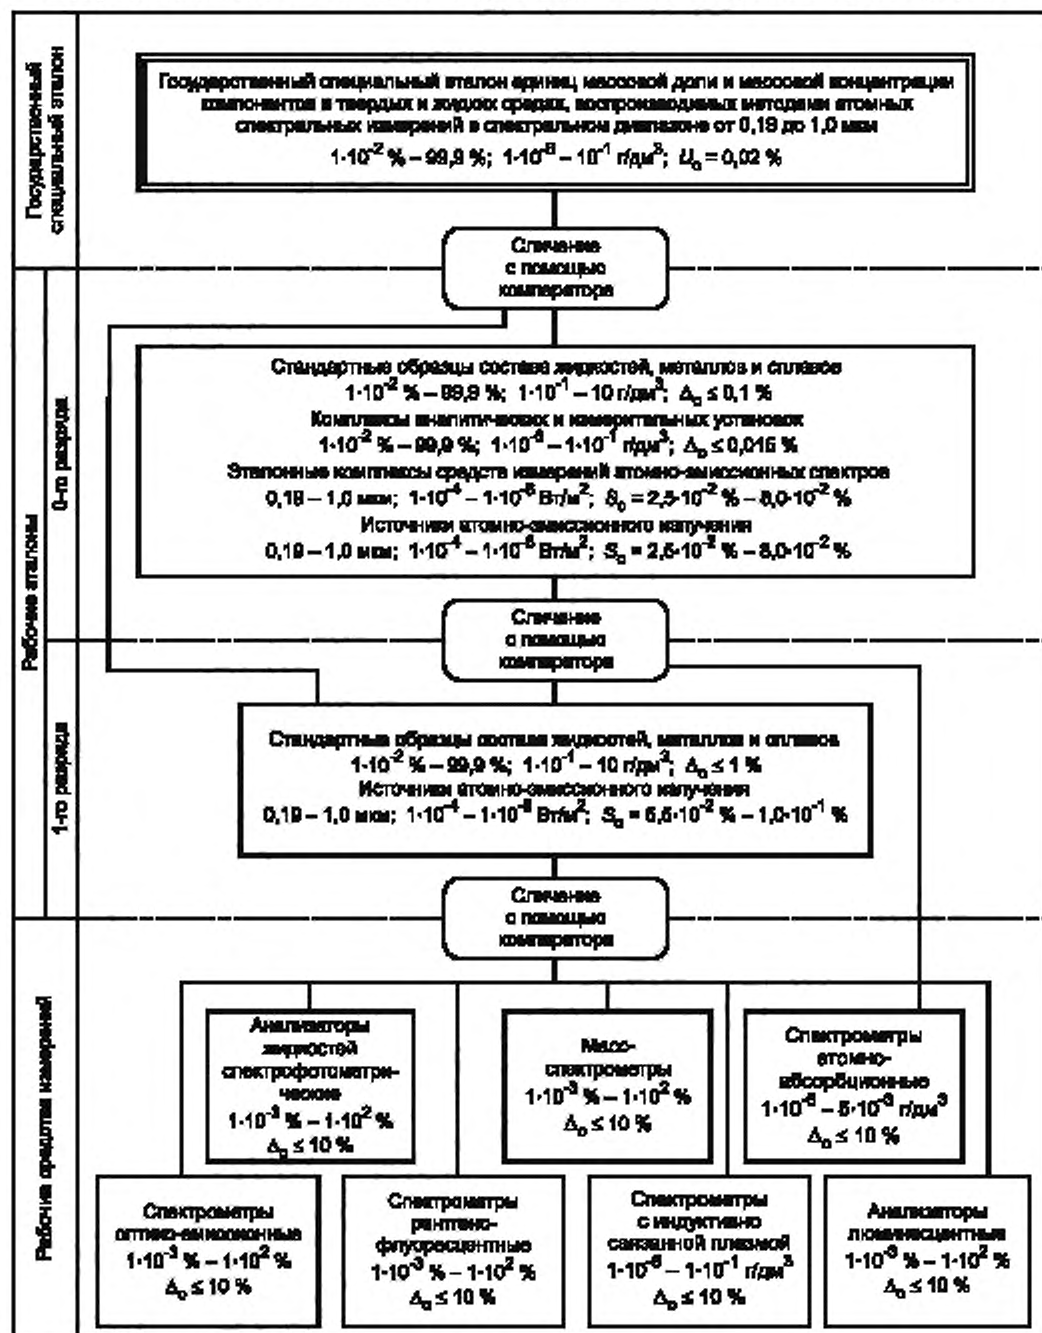 Государственный специальный эталон
Государственный специальный эталон единиц массовой доли и массовой концентрации
компонентов в твердых и жидких средах, воспроизводимых методами атомных
спектральных измерений в спектральном диапазоне от 0,19 до 1,0 мкм
1·10⁻² % – 99,9 %; 1·10⁻⁶ – 10⁻¹ г/дм³; U₀ = 0,02 %
Сличение
с помощью
компаратора
Рабочие эталоны
0-го разряда
Стандартные образцы состава жидкостей, металлов и сплавов
1·10⁻² % – 99,9 %; 1·10⁻¹ – 10 г/дм³; Δ₀ ≤ 0,1 %
Комплексы аналитических и измерительных установок
1·10⁻² % – 99,9 %; 1·10⁻⁶ – 1·10⁻¹ г/дм³; Δ₀ ≤ 0,015 %
Эталонные комплексы средств измерений атомно-эмиссионных спектров
0,19 – 1,0 мкм; 1·10⁻⁴ – 1·10⁻⁶ Вт/м²; S₀ = 2,5·10⁻² % – 8,0·10⁻² %
Источники атомно-эмиссионного излучения
0,19 – 1,0 мкм; 1·10⁻⁴ – 1·10⁻⁶ Вт/м²; S₀ = 2,5·10⁻² % – 8,0·10⁻² %
Сличение
с помощью
компаратора
1-го разряда
Стандартные образцы состава жидкостей, металлов и сплавов
1·10⁻² % – 99,9 %; 1·10⁻¹ – 10 г/дм³; Δ₀ ≤ 1 %
Источники атомно-эмиссионного излучения
0,19 – 1,0 мкм; 1·10⁻⁴ – 1·10⁻⁶ Вт/м²; S₀ = 5,5·10⁻² % – 1,0·10⁻¹ %
Сличение
с помощью
компаратора
Рабочие средства измерений
Анализаторы
жидкостей
спектрофотометри-
ческие
1·10⁻³ % – 1·10² %
Δ₀ ≤ 10 %
Масс-
спектрометры
1·10⁻³ % – 1·10² %
Δ₀ ≤ 10 %
Спектрометры
атомно-
абсорбционные
1·10⁻⁶ – 5·10⁻³ г/дм³
Δ₀ ≤ 10 %
Спектрометры
оптико-эмиссионные
1·10⁻³ % – 1·10² %
Δ₀ ≤ 10 %
Спектрометры
рентгено-
флуоресцентные
1·10⁻³ % – 1·10² %
Δ₀ ≤ 10 %
Спектрометры
с индуктивно
связанной плазмой
1·10⁻⁶ – 1·10⁻¹ г/дм³
Δ₀ ≤ 10 %
Анализаторы
люминесцентные
1·10⁻³ % – 1·10² %
Δ₀ ≤ 10 %